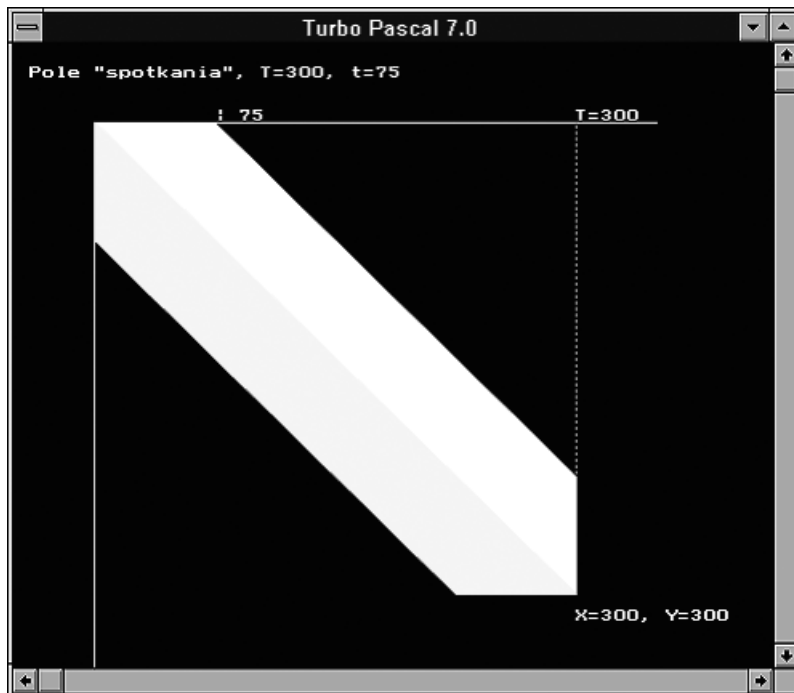 Turbo Pascal 7.0
Pole "spotkania", T=300, t=75
¦ 75 T=300
X=300, Y=300